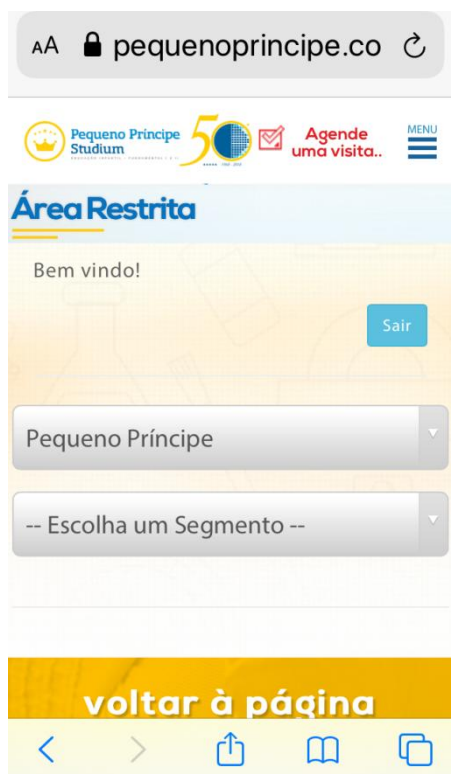 AA pequenoprincipe.co
Pequeno Príncipe
Studium
50
Agende
uma visita..
MENU
Área Restrita
Bem vindo!
Sair
Pequeno Príncipe
-- Escolha um Segmento --
voltar à página